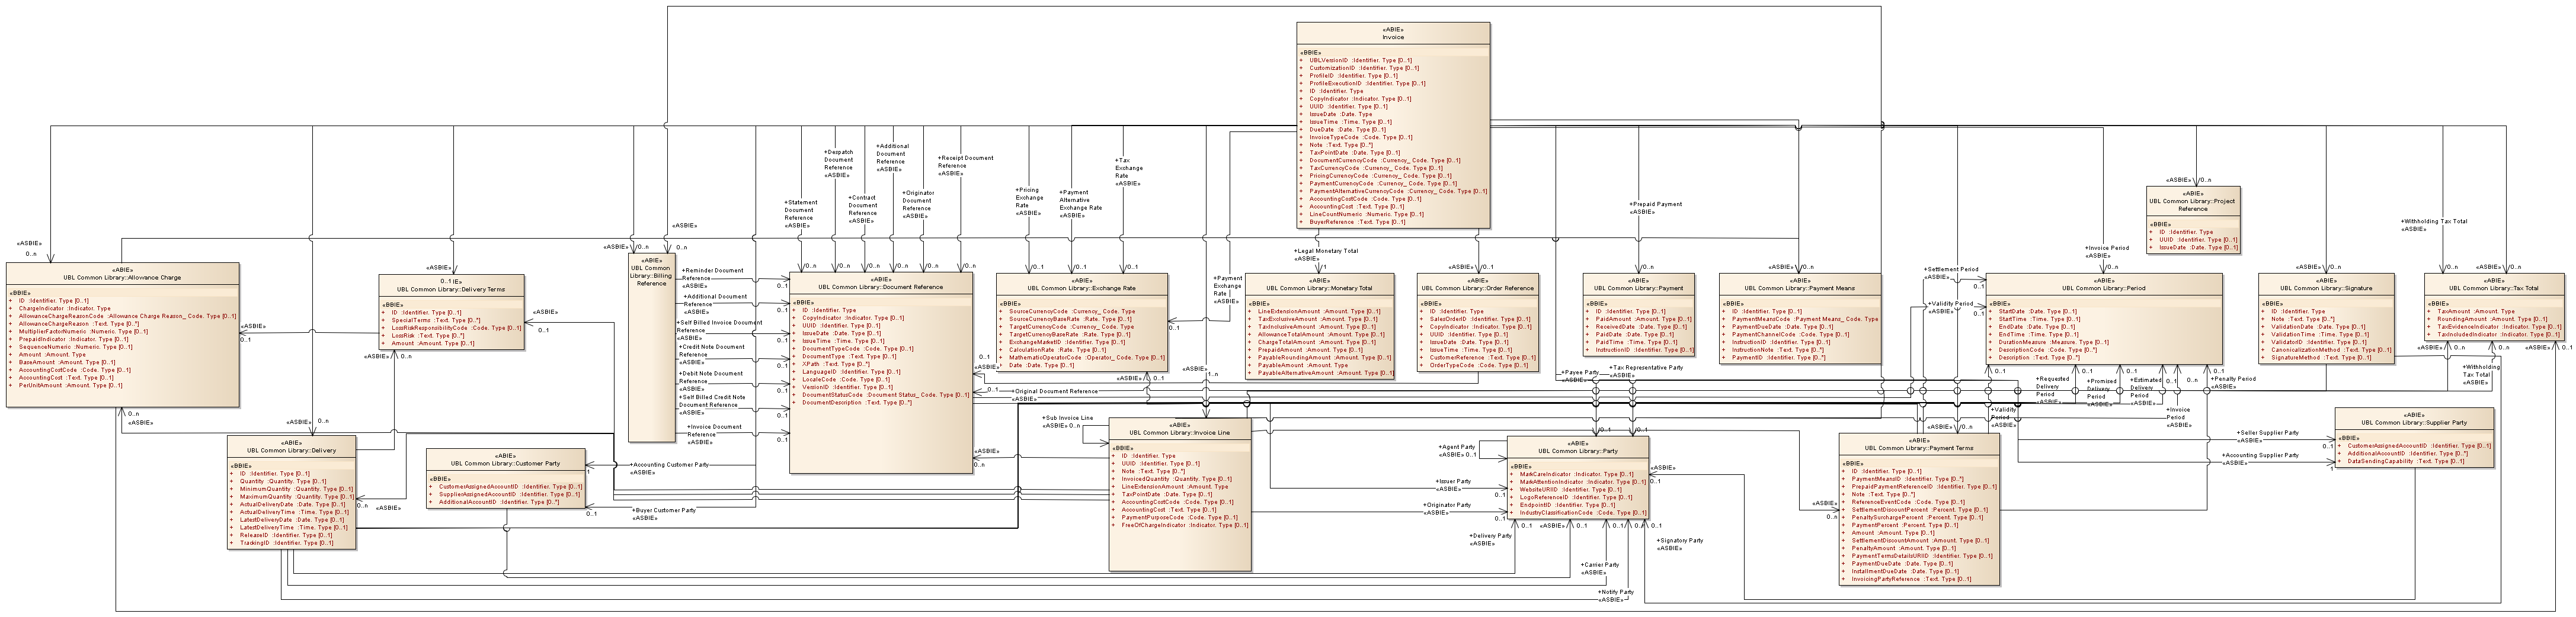 «ABIE»
Invoice
«BBIE»
+ UBLVersionID :Identifier. Type [0..1]
+ CustomizationID :Identifier. Type [0..1]
+ ProfileID :Identifier. Type [0..1]
+ ProfileExecutionID :Identifier. Type [0..1]
+ ID :Identifier. Type
+ CopyIndicator :Indicator. Type [0..1]
+ UUID :Identifier. Type [0..1]
+ IssueDate :Date. Type
+ IssueTime :Time. Type [0..1]
+ DueDate :Date. Type [0..1]
+ InvoiceTypeCode :Code. Type [0..1]
+ Note :Text. Type [0..*]
+ TaxPointDate :Date. Type [0..1]
+ DocumentCurrencyCode :Currency_ Code. Type [0..1]
+ TaxCurrencyCode :Currency_ Code. Type [0..1]
+ PricingCurrencyCode :Currency_ Code. Type [0..1]
+ PaymentCurrencyCode :Currency_ Code. Type [0..1]
+ PaymentAlternativeCurrencyCode :Currency_ Code. Type [0..1]
+ AccountingCostCode :Code. Type [0..1]
+ AccountingCost :Text. Type [0..1]
+ LineCountNumeric :Numeric. Type [0..1]
+ BuyerReference :Text. Type [0..1]
+Despatch
Document
Reference
«ASBIE»
+Additional
Document
Reference
«ASBIE»
+Receipt Document
Reference
«ASBIE»
+Statement
Document
Reference
«ASBIE»
+Contract
Document
Reference
«ASBIE»
+Originator
Document
Reference
«ASBIE»
+Pricing
Exchange
Rate
«ASBIE»
+Payment
Alternative
Exchange Rate
«ASBIE»
+Tax
Exchange
Rate
«ASBIE»
+Prepaid Payment
«ASBIE»
+Legal Monetary Total
«ASBIE»
+Payment
Exchange
Rate
«ASBIE»
+Invoice Period
«ASBIE»
+Withholding Tax Total
«ASBIE»
«ABIE»
UBL Common Library::Project
Reference
«BBIE»
+ ID :Identifier. Type
+ UUID :Identifier. Type [0..1]
+ IssueDate :Date. Type [0..1]
«ABIE»
UBL Common Library::Allowance Charge
«BBIE»
+ ID :Identifier. Type [0..1]
+ ChargeIndicator :Indicator. Type
+ AllowanceChargeReasonCode :Allowance Charge Reason_ Code. Type [0..1]
+ AllowanceChargeReason :Text. Type [0..*]
+ MultiplierFactorNumeric :Numeric. Type [0..1]
+ PrepaidIndicator :Indicator. Type [0..1]
+ SequenceNumeric :Numeric. Type [0..1]
+ Amount :Amount. Type
+ BaseAmount :Amount. Type [0..1]
+ AccountingCostCode :Code. Type [0..1]
+ AccountingCost :Text. Type [0..1]
+ PerUnitAmount :Amount. Type [0..1]
UBL Common Library::Delivery Terms
«BBIE»
+ ID :Identifier. Type [0..1]
+ SpecialTerms :Text. Type [0..*]
+ LossRiskResponsibilityCode :Code. Type [0..1]
+ LossRisk :Text. Type [0..*]
+ Amount :Amount. Type [0..1]
«ABIE»
UBL Common
Library::Billing
Reference
+Reminder Document
Reference
«ASBIE»
+Additional Document
Reference
«ASBIE»
+Self Billed Invoice Document
Reference
«ASBIE»
+Credit Note Document
Reference
«ASBIE»
+Debit Note Document
Reference
«ASBIE»
+Self Billed Credit Note
Document Reference
«ASBIE»
+Invoice Document
Reference
«ASBIE»
«ABIE»
UBL Common Library::Document Reference
«BBIE»
+ ID :Identifier. Type
+ CopyIndicator :Indicator. Type [0..1]
+ UUID :Identifier. Type [0..1]
+ IssueDate :Date. Type [0..1]
+ IssueTime :Time. Type [0..1]
+ DocumentTypeCode :Code. Type [0..1]
+ DocumentType :Text. Type [0..1]
+ XPath :Text. Type [0..*]
+ LanguageID :Identifier. Type [0..1]
+ LocaleCode :Code. Type [0..1]
+ VersionID :Identifier. Type [0..1]
+ DocumentStatusCode :Document Status_ Code. Type [0..1]
+ DocumentDescription :Text. Type [0..*]
«ABIE»
UBL Common Library::Exchange Rate
«BBIE»
+ SourceCurrencyCode :Currency_ Code. Type
+ SourceCurrencyBaseRate :Rate. Type [0..1]
+ TargetCurrencyCode :Currency_ Code. Type
+ TargetCurrencyBaseRate :Rate. Type [0..1]
+ ExchangeMarketID :Identifier. Type [0..1]
+ CalculationRate :Rate. Type [0..1]
+ MathematicOperatorCode :Operator_ Code. Type [0..1]
+ Date :Date. Type [0..1]
«ABIE»
UBL Common Library::Monetary Total
«BBIE»
+ LineExtensionAmount :Amount. Type [0..1]
+ TaxExclusiveAmount :Amount. Type [0..1]
+ TaxInclusiveAmount :Amount. Type [0..1]
+ AllowanceTotalAmount :Amount. Type [0..1]
+ ChargeTotalAmount :Amount. Type [0..1]
+ PrepaidAmount :Amount. Type [0..1]
+ PayableRoundingAmount :Amount. Type [0..1]
+ PayableAmount :Amount. Type
+ PayableAlternativeAmount :Amount. Type [0..1]
«ABIE»
UBL Common Library::Order Reference
«BBIE»
+ ID :Identifier. Type
+ SalesOrderID :Identifier. Type [0..1]
+ CopyIndicator :Indicator. Type [0..1]
+ UUID :Identifier. Type [0..1]
+ IssueDate :Date. Type [0..1]
+ IssueTime :Time. Type [0..1]
+ CustomerReference :Text. Type [0..1]
+ OrderTypeCode :Code. Type [0..1]
«ABIE»
UBL Common Library::Payment
«BBIE»
+ ID :Identifier. Type [0..1]
+ PaidAmount :Amount. Type [0..1]
+ ReceivedDate :Date. Type [0..1]
+ PaidDate :Date. Type [0..1]
+ PaidTime :Time. Type [0..1]
+ InstructionID :Identifier. Type [0..1]
«ABIE»
UBL Common Library::Payment Means
«BBIE»
+ ID :Identifier. Type [0..1]
+ PaymentMeansCode :Payment Means_ Code. Type
+ PaymentDueDate :Date. Type [0..1]
+ PaymentChannelCode :Code. Type [0..1]
+ InstructionID :Identifier. Type [0..1]
+ InstructionNote :Text. Type [0..*]
+ PaymentID :Identifier. Type [0..*]
+Settlement Period
«ASBIE»
+Validity Period
«ASBIE»
«ABIE»
UBL Common Library::Period
«BBIE»
+ StartDate :Date. Type [0..1]
+ StartTime :Time. Type [0..1]
+ EndDate :Date. Type [0..1]
+ EndTime :Time. Type [0..1]
+ DurationMeasure :Measure. Type [0..1]
+ DescriptionCode :Code. Type [0..*]
+ Description :Text. Type [0..*]
«ABIE»
UBL Common Library::Signature
«BBIE»
+ ID :Identifier. Type
+ Note :Text. Type [0..*]
+ ValidationDate :Date. Type [0..1]
+ ValidationTime :Time. Type [0..1]
+ ValidatorID :Identifier. Type [0..1]
+ CanonicalizationMethod :Text. Type [0..1]
+ SignatureMethod :Text. Type [0..1]
«ABIE»
UBL Common Library::Tax Total
«BBIE»
+ TaxAmount :Amount. Type
+ RoundingAmount :Amount. Type [0..1]
+ TaxEvidenceIndicator :Indicator. Type [0..1]
+ TaxIncludedIndicator :Indicator. Type [0..1]
+Original Document Reference
«ASBIE»
+Payee Party
«ASBIE»
+Tax Representative Party
«ASBIE»
+Requested
Delivery
Period
«ASBIE»
+Promised
Delivery
Period
«ASBIE»
+Estimated
Delivery
Period
«ASBIE»
+Penalty Period
«ASBIE»
+Validity
Period
«ASBIE»
+Invoice
Period
«ASBIE»
+Withholding
Tax Total
«ASBIE»
«ABIE»
UBL Common Library::Delivery
«BBIE»
+ ID :Identifier. Type [0..1]
+ Quantity :Quantity. Type [0..1]
+ MinimumQuantity :Quantity. Type [0..1]
+ MaximumQuantity :Quantity. Type [0..1]
+ ActualDeliveryDate :Date. Type [0..1]
+ ActualDeliveryTime :Time. Type [0..1]
+ LatestDeliveryDate :Date. Type [0..1]
+ LatestDeliveryTime :Time. Type [0..1]
+ ReleaseID :Identifier. Type [0..1]
+ TrackingID :Identifier. Type [0..1]
«ABIE»
UBL Common Library::Customer Party
«BBIE»
+ CustomerAssignedAccountID :Identifier. Type [0..1]
+ SupplierAssignedAccountID :Identifier. Type [0..1]
+ AdditionalAccountID :Identifier. Type [0..*]
+Accounting Customer Party
«ASBIE»
+Buyer Customer Party
«ASBIE»
+Sub Invoice Line
«ASBIE» 0..n
«ABIE»
UBL Common Library::Invoice Line
«BBIE»
+ ID :Identifier. Type
+ UUID :Identifier. Type [0..1]
+ Note :Text. Type [0..*]
+ InvoicedQuantity :Quantity. Type [0..1]
+ LineExtensionAmount :Amount. Type
+ TaxPointDate :Date. Type [0..1]
+ AccountingCostCode :Code. Type [0..1]
+ AccountingCost :Text. Type [0..1]
+ PaymentPurposeCode :Code. Type [0..1]
+ FreeOfChargeIndicator :Indicator. Type [0..1]
+Agent Party
«ASBIE» 0..1
+Issuer Party
«ASBIE»
+Originator Party
«ASBIE»
+Delivery Party
«ASBIE»
+Carrier Party
«ASBIE»
+Notify Party
«ASBIE»
+Signatory Party
«ASBIE»
«ABIE»
UBL Common Library::Party
«BBIE»
+ MarkCareIndicator :Indicator. Type [0..1]
+ MarkAttentionIndicator :Indicator. Type [0..1]
+ WebsiteURIID :Identifier. Type [0..1]
+ LogoReferenceID :Identifier. Type [0..1]
+ EndpointID :Identifier. Type [0..1]
+ IndustryClassificationCode :Code. Type [0..1]
«ABIE»
UBL Common Library::Payment Terms
«BBIE»
+ ID :Identifier. Type [0..1]
+ PaymentMeansID :Identifier. Type [0..*]
+ PrepaidPaymentReferenceID :Identifier. Type [0..1]
+ Note :Text. Type [0..*]
+ ReferenceEventCode :Code. Type [0..1]
+ SettlementDiscountPercent :Percent. Type [0..1]
+ PenaltySurchargePercent :Percent. Type [0..1]
+ PaymentPercent :Percent. Type [0..1]
+ Amount :Amount. Type [0..1]
+ SettlementDiscountAmount :Amount. Type [0..1]
+ PenaltyAmount :Amount. Type [0..1]
+ PaymentTermsDetailsURIID :Identifier. Type [0..1]
+ PaymentDueDate :Date. Type [0..1]
+ InstallmentDueDate :Date. Type [0..1]
+ InvoicingPartyReference :Text. Type [0..1]
+Seller Supplier Party
«ASBIE»
+Accounting Supplier Party
«ASBIE»
«ABIE»
UBL Common Library::Supplier Party
«BBIE»
+ CustomerAssignedAccountID :Identifier. Type [0..1]
+ AdditionalAccountID :Identifier. Type [0..*]
+ DataSendingCapability :Text. Type [0..1]